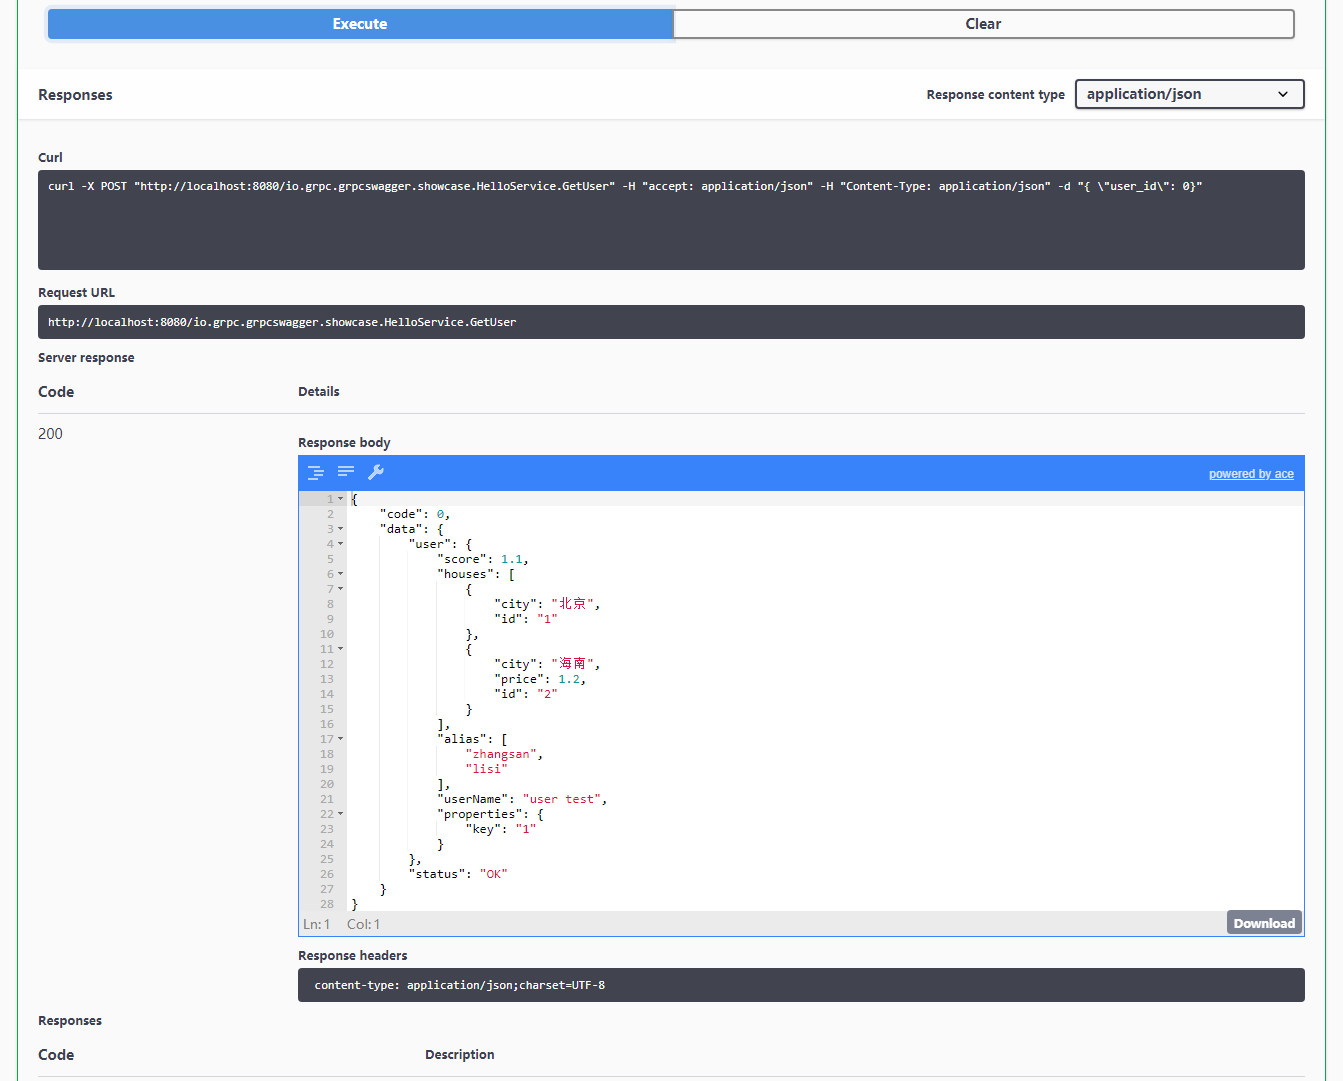 Execute
Clear
Responses
Response content type
application/json
Curl
curl -X POST "http://localhost:8080/io.grpc.grpcswagger.showcase.HelloService.GetUser" -H "accept: application/json" -H "Content-Type: application/json" -d "{ \"user_id\": 0}"
Request URL
http://localhost:8080/io.grpc.grpcswagger.showcase.HelloService.GetUser
Server response
Code
Details
200
Response body
powered by ace
1 {
2 "code": 0,
3 "data": {
4 "user": {
5 "score": 1.1,
6 "houses": [
7 {
8 "city": "北京",
9 "id": "1"
10 },
11 {
12 "city": "海南",
13 "price": 1.2,
14 "id": "2"
15 }
16 ],
17 "alias": [
18 "zhangsan",
19 "lisi"
20 ],
21 "userName": "user test",
22 "properties": {
23 "key": "1"
24 }
25 },
26 "status": "OK"
27 }
28 }
Ln: 1 Col: 1
Download
Response headers
content-type: application/json;charset=UTF-8
Responses
Code
Description